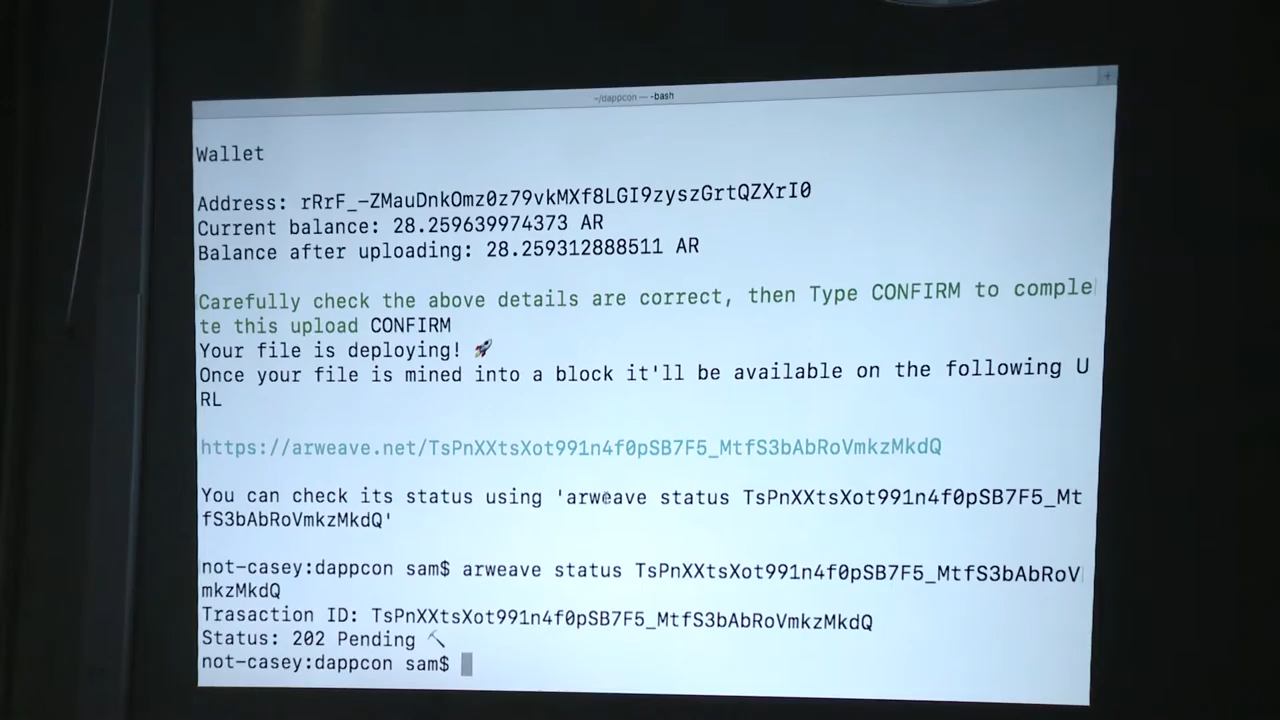 ~/dappcon — -bash
Wallet
Address: rRrF_-ZMauDnkOmz0z79vkMXf8LGI9zyszGrtQZXrI0
Current balance: 28.259639974373 AR
Balance after uploading: 28.259312888511 AR
Carefully check the above details are correct, then Type CONFIRM to comple
te this upload CONFIRM
Your file is deploying! 🚀
Once your file is mined into a block it'll be available on the following U
RL
https://arweave.net/TsPnXXtsXot991n4f0pSB7F5_MtfS3bAbRoVmkzMkdQ
You can check its status using 'arweave status TsPnXXtsXot991n4f0pSB7F5_Mt
fS3bAbRoVmkzMkdQ'
not-casey:dappcon sam$ arweave status TsPnXXtsXot991n4f0pSB7F5_MtfS3bAbRoV
mkzMkdQ
Trasaction ID: TsPnXXtsXot991n4f0pSB7F5_MtfS3bAbRoVmkzMkdQ
Status: 202 Pending ⛏
not-casey:dappcon sam$